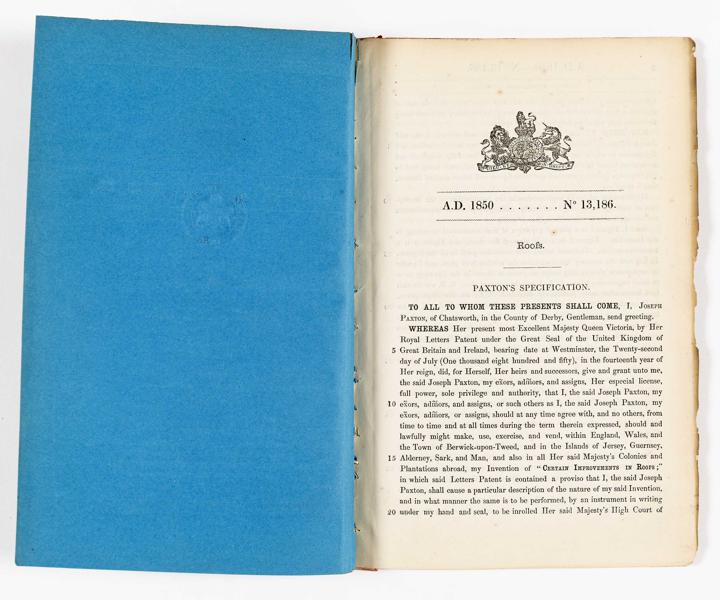 A.D. 1850 . . . . . . . N° 13,186.
Roofs.
PAXTON'S SPECIFICATION.
TO ALL TO WHOM THESE PRESENTS SHALL COME, I, JOSEPH
PAXTON, of Chatsworth, in the County of Derby, Gentleman, send greeting.
WHEREAS Her present most Excellent Majesty Queen Victoria, by Her
Royal Letters Patent under the Great Seal of the United Kingdom of
5 Great Britain and Ireland, bearing date at Westminster, the Twenty-second
day of July (One thousand eight hundred and fifty), in the fourteenth year of
Her reign, did, for Herself, Her heirs and successors, give and grant unto me,
the said Joseph Paxton, my ex̃ors, adm̃ors, and assigns, Her especial license,
full power, sole privilege and authority, that I, the said Joseph Paxton, my
10 ex̃ors, adm̃ors, and assigns, or such others as I, the said Joseph Paxton, my
ex̃ors, adm̃ors, or assigns, should at any time agree with, and no others, from
time to time and at all times during the term therein expressed, should and
lawfully might make, use, exercise, and vend, within England, Wales, and
the Town of Berwick-upon-Tweed, and in the Islands of Jersey, Guernsey,
15 Alderney, Sark, and Man, and also in all Her said Majesty's Colonies and
Plantations abroad, my Invention of "CERTAIN IMPROVEMENTS IN ROOFS;"
in which said Letters Patent is contained a proviso that I, the said Joseph
Paxton, shall cause a particular description of the nature of my said Invention,
and in what manner the same is to be performed, by an instrument in writing
20 under my hand and seal, to be inrolled Her said Majesty's High Court of